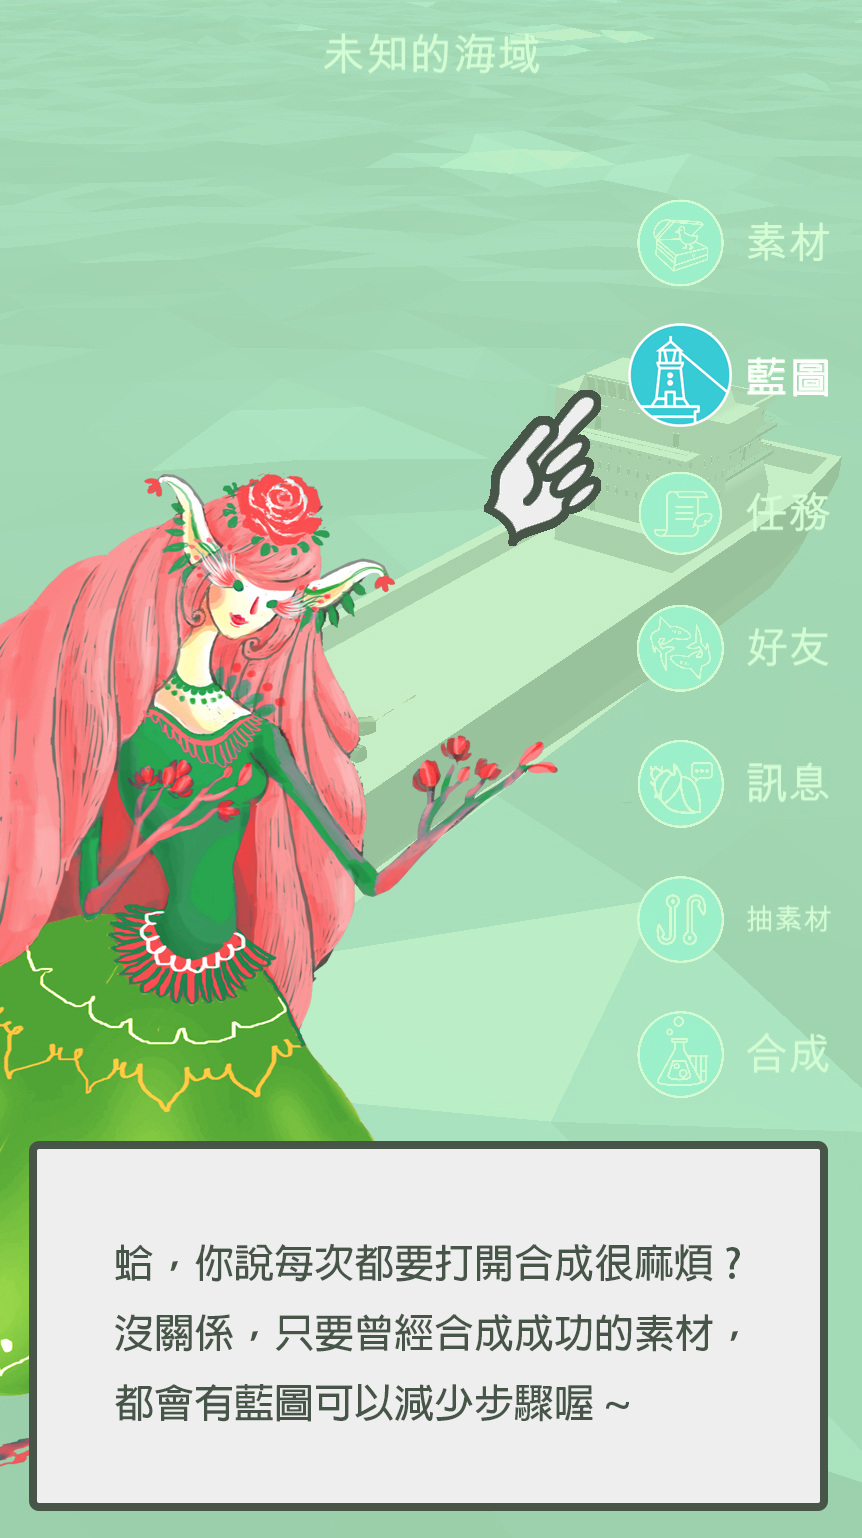 未知的海域
素材
藍圖
任務
好友
訊息
抽素材
合成
蛤，你說每次都要打開合成很麻煩？
沒關係，只要曾經合成成功的素材，
都會有藍圖可以減少步驟喔～